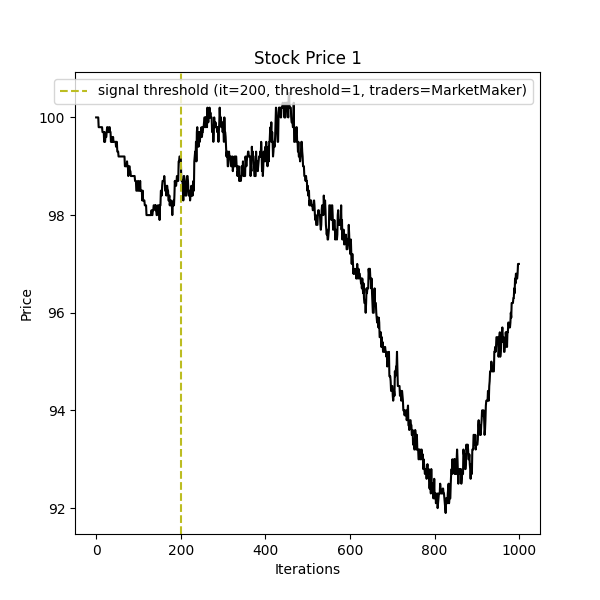 Stock Price 1
signal threshold (it=200, threshold=1, traders=MarketMaker)
100
98
96
94
92
Price
0
200
400
600
800
1000
Iterations